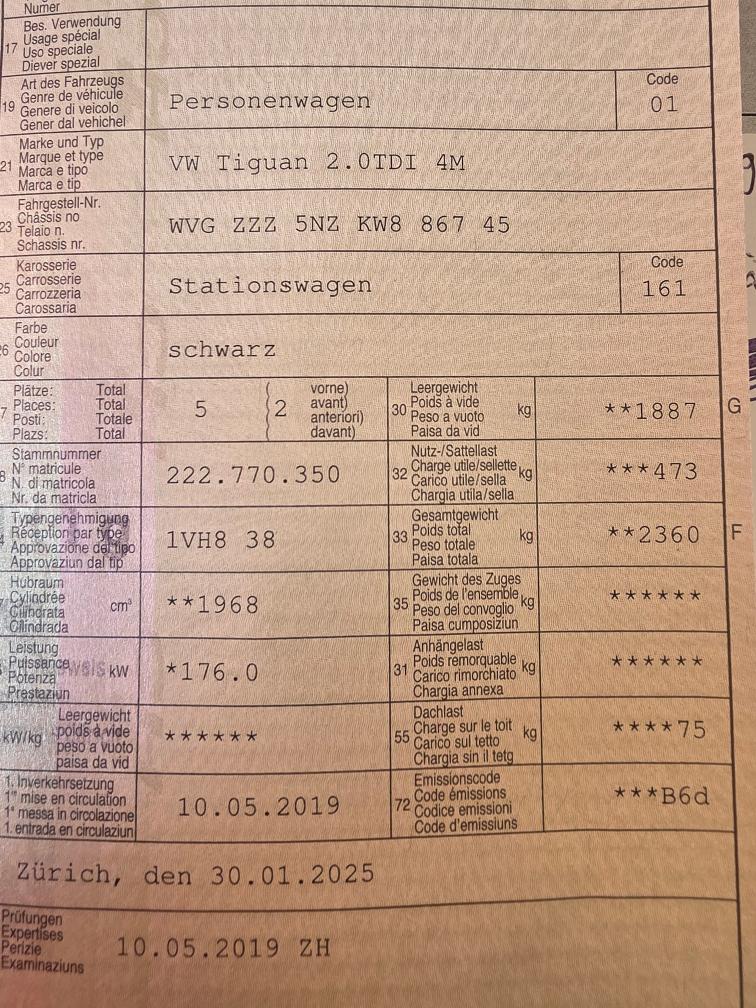 Numer
17 Bes. Verwendung
Usage spécial
Uso speciale
Diever spezial
19 Art des Fahrzeugs
Genre de véhicule
Genere di veicolo
Gener dal vehichel
Personenwagen
Code
01
21 Marke und Typ
Marque et type
Marca e tipo
Marca e tip
VW Tiguan 2.0TDI 4M
23 Fahrgestell-Nr.
Châssis no
Telaio n.
Schassis nr.
WVG ZZZ 5NZ KW8 867 45
25 Karosserie
Carrosserie
Carrozzeria
Carossaria
Stationswagen
Code
161
26 Farbe
Couleur
Colore
Colur
schwarz
7 Plätze: Total
Places: Total
Posti: Totale
Plazs: Total
5 (2 vorne)
avant)
anteriori)
davant)
30 Leergewicht
Poids à vide
Peso a vuoto
Paisa da vid
kg
**1887 G
8 Stammnummer
N° matricule
N. di matricola
Nr. da matricla
222.770.350
32 Nutz-/Sattellast
Charge utile/sellette
Carico utile/sella
Chargia utila/sella
kg
***473
Typengenehmigung
Réception par type
Approvazione del tipo
Approvaziun dal tip
1VH8 38
33 Gesamtgewicht
Poids total
Peso totale
Paisa totala
kg
**2360 F
Hubraum
Cylindrée
Cilindrata
Cilindrada
cm³
**1968
35 Gewicht des Zuges
Poids de l'ensemble
Peso del convoglio
Paisa cumposiziun
kg
******
Leistung
Puissance
Potenza
Prestaziun
kW
*176.0
31 Anhängelast
Poids remorquable
Carico rimorchiato
Chargia annexa
kg
******
kW/kg
Leergewicht
poids à vide
peso a vuoto
paisa da vid
******
55 Dachlast
Charge sur le toit
Carico sul tetto
Chargia sin il tetg
kg
****75
1. Inverkehrsetzung
1re mise en circulation
1a messa in circolazione
1. entrada en circulaziun
10.05.2019
72 Emissionscode
Code émissions
Codice emissioni
Code d'emissiuns
***B6d
Zürich, den 30.01.2025
Prüfungen
Expertises
Perizie
Examinaziuns
10.05.2019 ZH